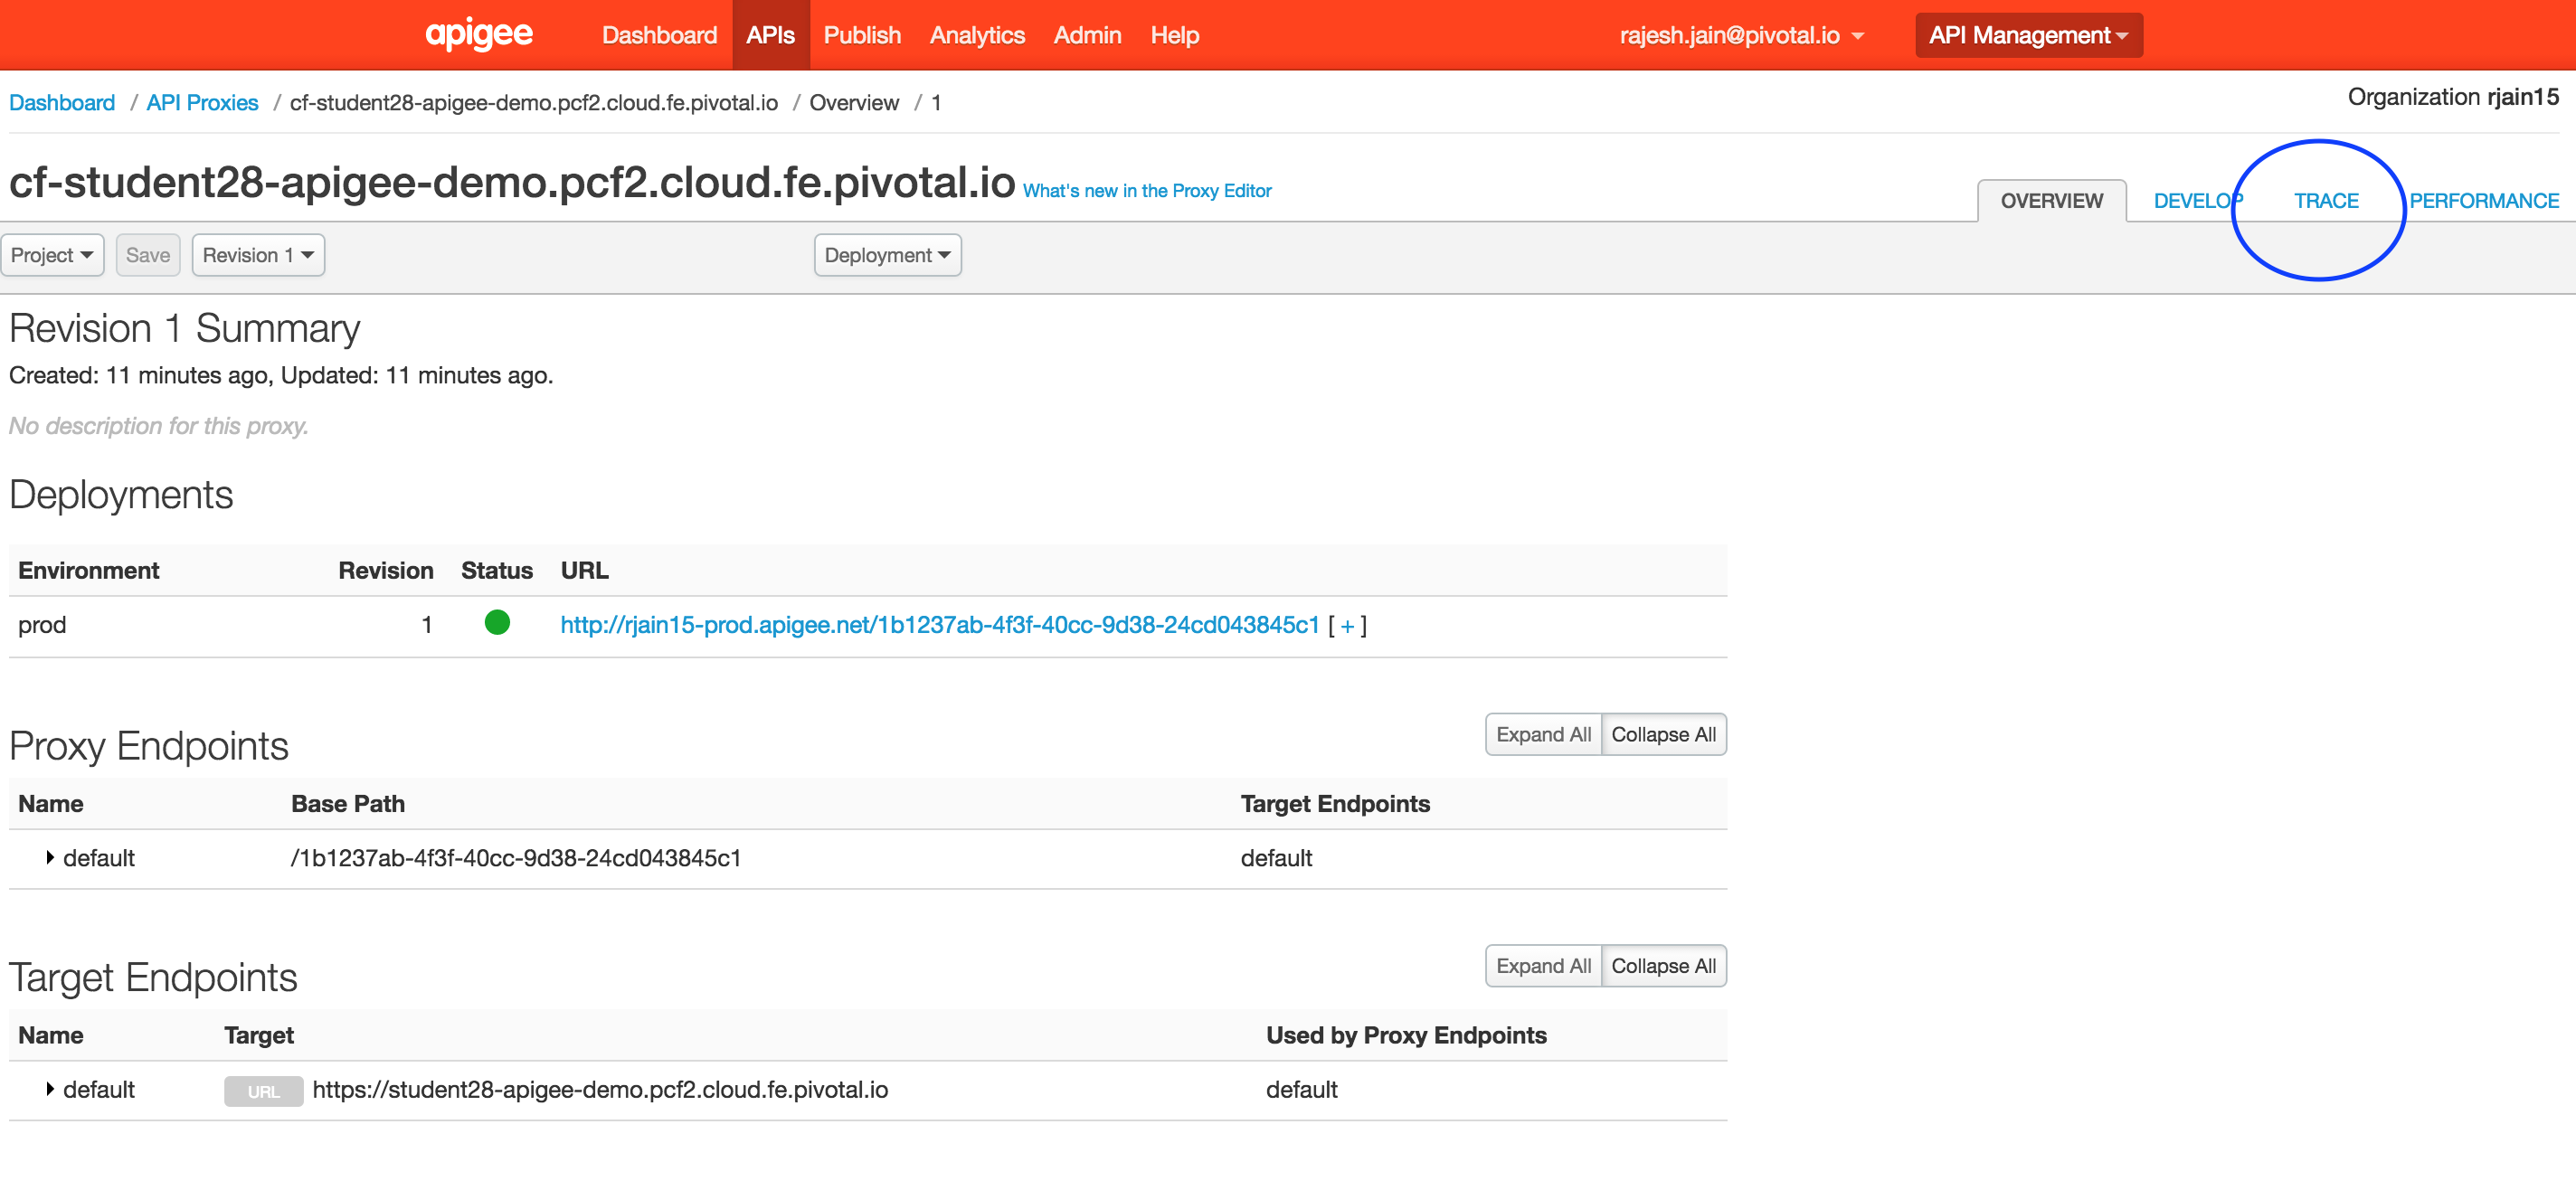 apigee Dashboard APIs Publish Analytics Admin Help rajesh.jain@pivotal.io API Management
Dashboard / API Proxies / cf-student28-apigee-demo.pcf2.cloud.fe.pivotal.io / Overview / 1
Organization rjain15
cf-student28-apigee-demo.pcf2.cloud.fe.pivotal.io What's new in the Proxy Editor
OVERVIEW DEVELOP TRACE PERFORMANCE
Project Save Revision 1 Deployment
Revision 1 Summary
Created: 11 minutes ago, Updated: 11 minutes ago.
No description for this proxy.
Deployments
Environment Revision Status URL
prod 1 http://rjain15-prod.apigee.net/1b1237ab-4f3f-40cc-9d38-24cd043845c1 [ + ]
Proxy Endpoints Expand All Collapse All
Name Base Path Target Endpoints
default /1b1237ab-4f3f-40cc-9d38-24cd043845c1 default
Target Endpoints Expand All Collapse All
Name Target Used by Proxy Endpoints
default URL https://student28-apigee-demo.pcf2.cloud.fe.pivotal.io default